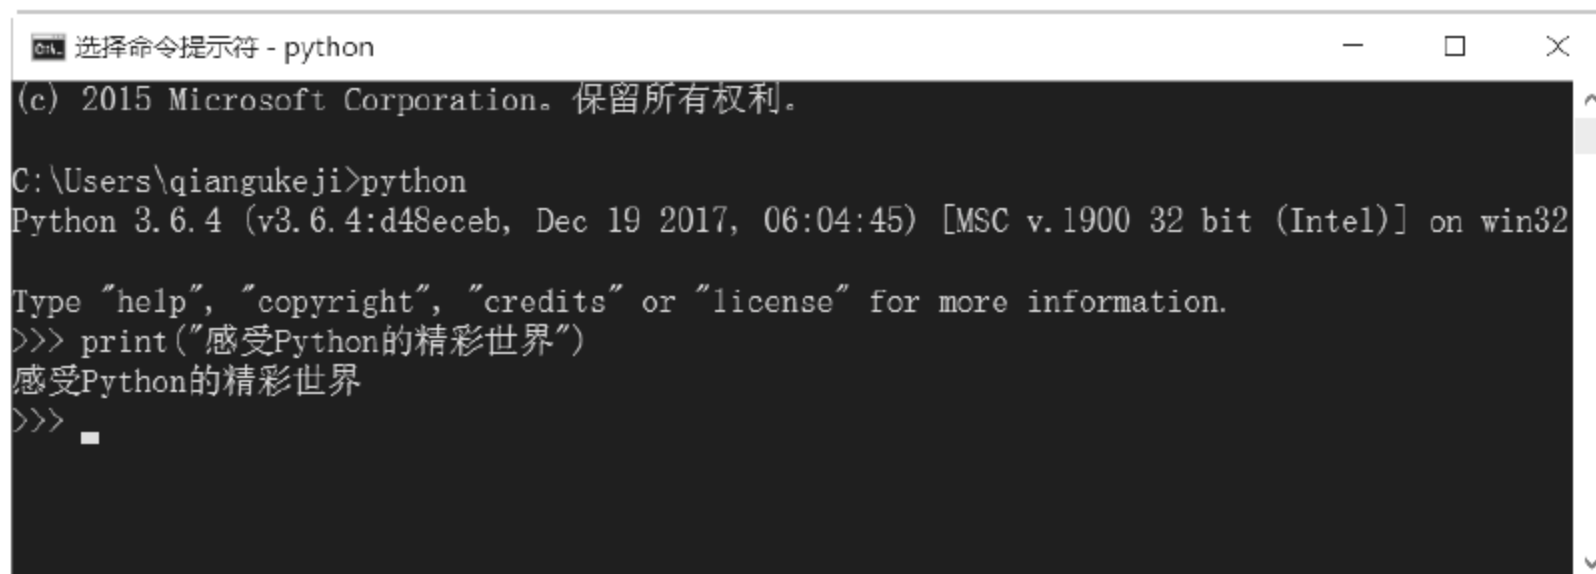 选择命令提示符 - python
(c) 2015 Microsoft Corporation。保留所有权利。
C:\Users\qiangukeji>python
Python 3.6.4 (v3.6.4:d48eceb, Dec 19 2017, 06:04:45) [MSC v.1900 32 bit (Intel)] on win32
Type "help", "copyright", "credits" or "license" for more information.
>>> print("感受Python的精彩世界")
感受Python的精彩世界
>>>